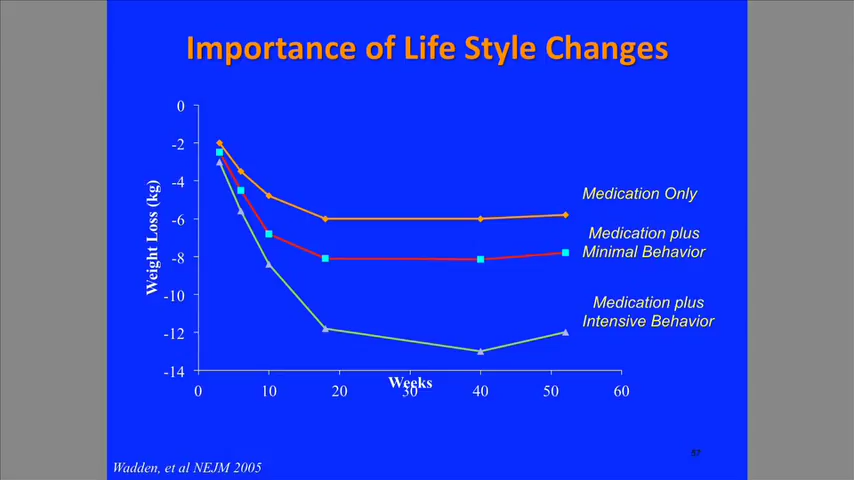 Importance of Life Style Changes
0
-2
-4
-6
-8
-10
-12
-14
Weight Loss (kg)
Medication Only
Medication plus
Minimal Behavior
Medication plus
Intensive Behavior
0 10 20 30 40 50 60
Weeks
57
Wadden, et al NEJM 2005